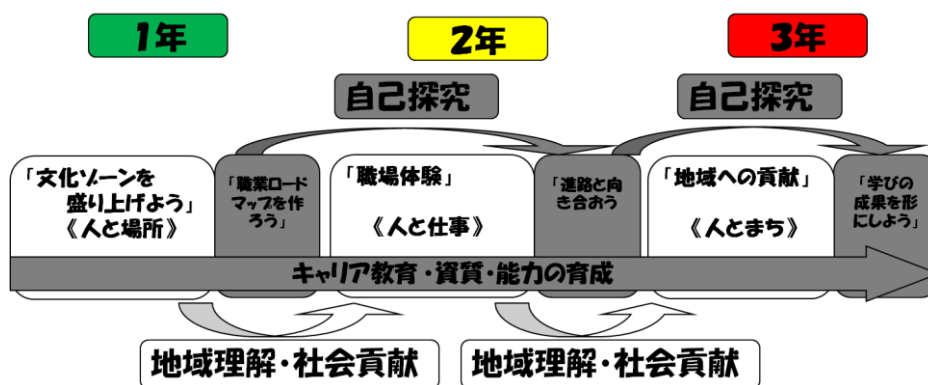 1年
2年
3年
自己探究
自己探究
「文化ゾーンを
盛り上げよう」
《人と場所》
「職業ロード
マップを作
ろう」
「職場体験」
《人と仕事》
「進路と向
き合おう
「地域への貢献」
《人とまち》
「学びの
成果を形
にしよう」
キャリア教育・資質・能力の育成
地域理解・社会貢献
地域理解・社会貢献